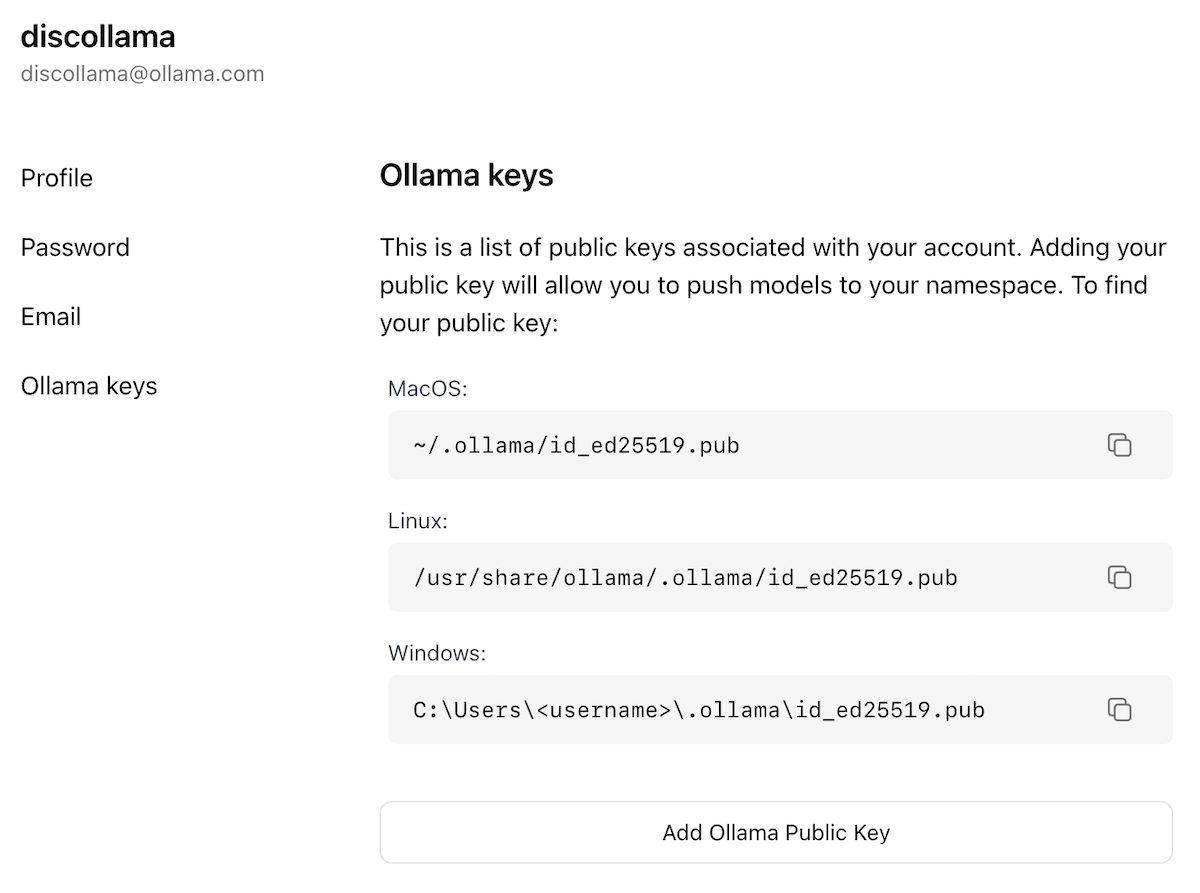 discollama
discollama@ollama.com
Profile
Password
Email
Ollama keys
Ollama keys
This is a list of public keys associated with your account. Adding your
public key will allow you to push models to your namespace. To find
your public key:
MacOS:
~/.ollama/id_ed25519.pub
Linux:
/usr/share/ollama/.ollama/id_ed25519.pub
Windows:
C:\Users\<username>\.ollama\id_ed25519.pub
Add Ollama Public Key